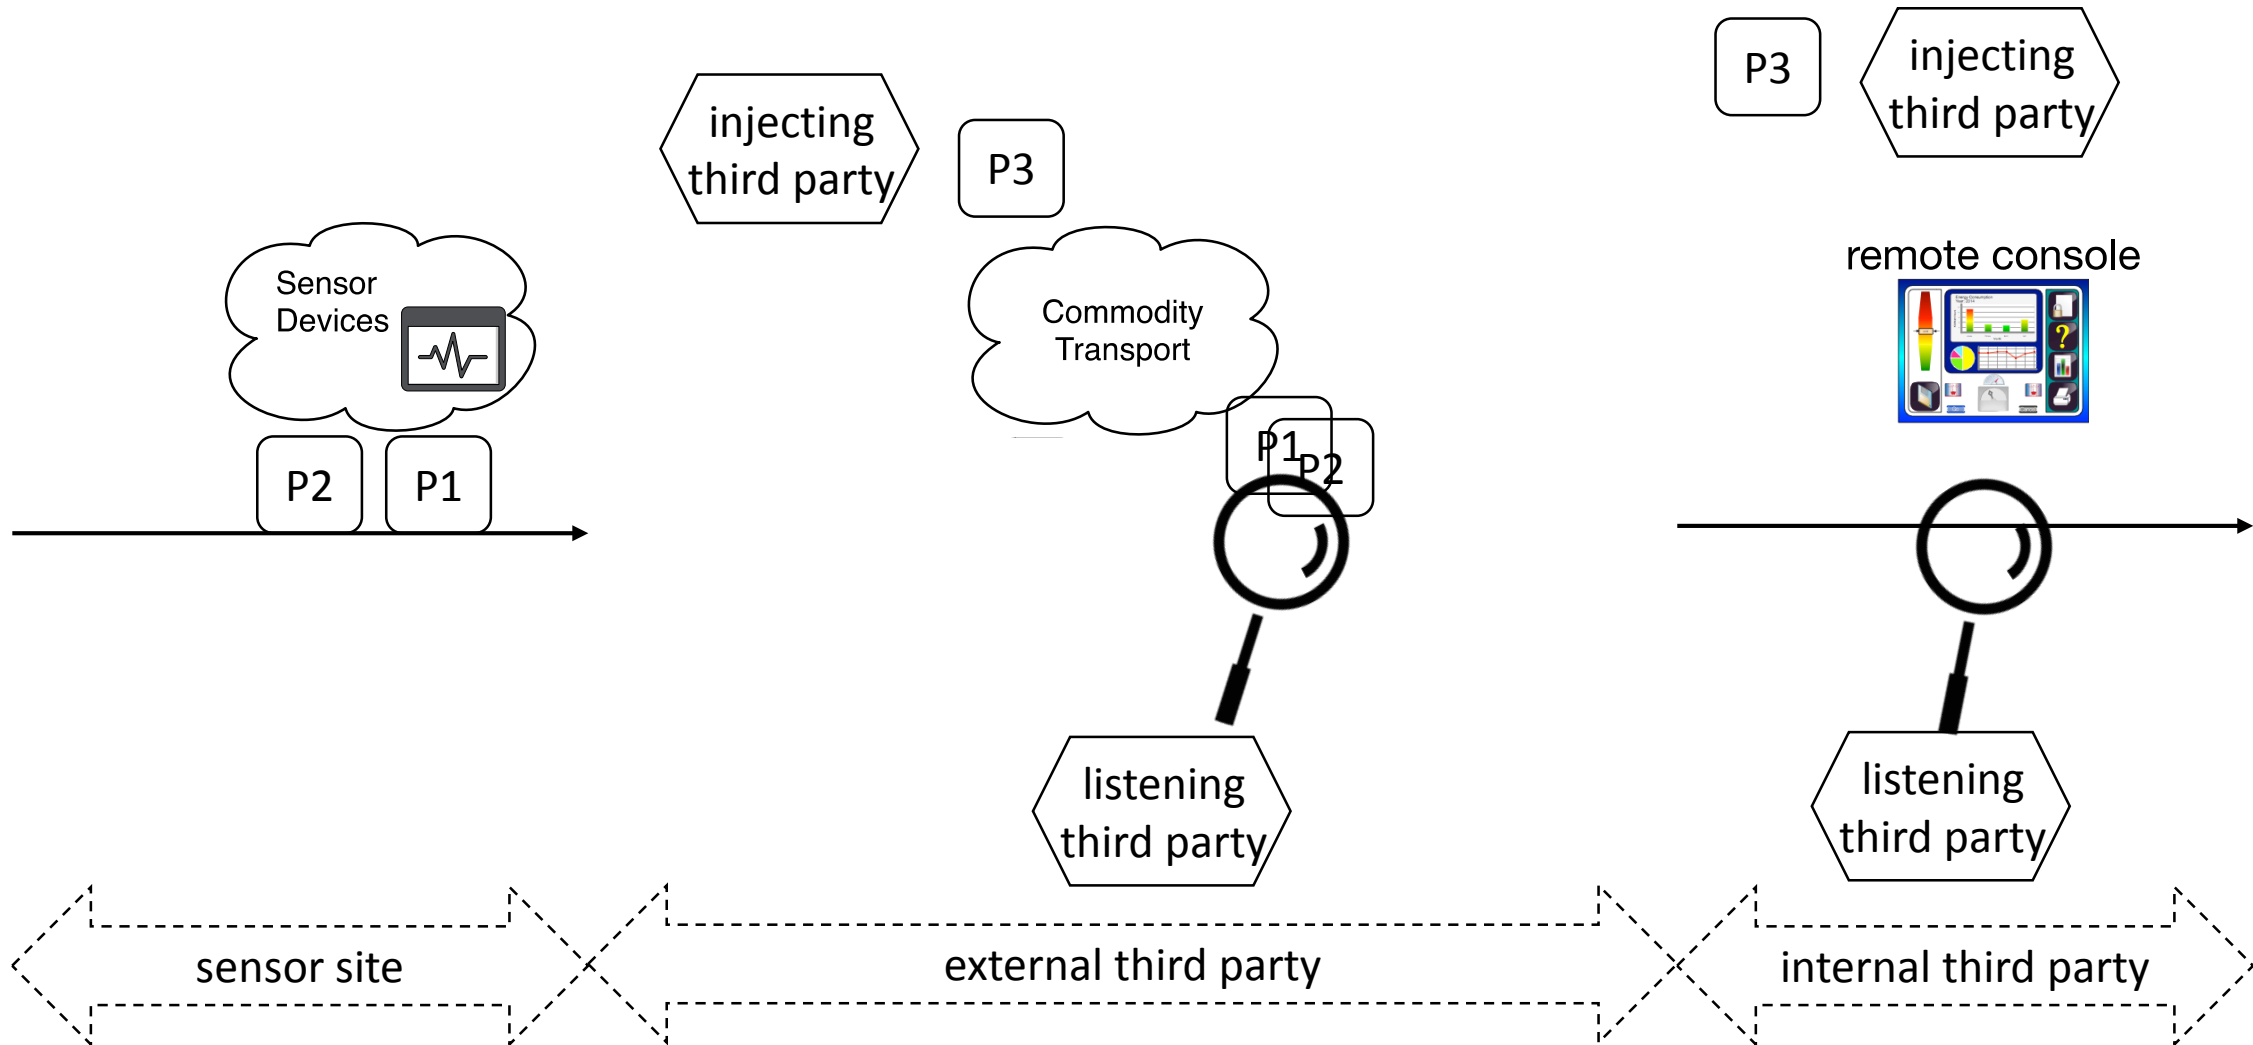 injecting
third party
P3
P3
injecting
third party
remote console
Sensor
Devices
Commodity
Transport
?
P2
P1
P1
P2
listening
third party
listening
third party
sensor site
external third party
internal third party